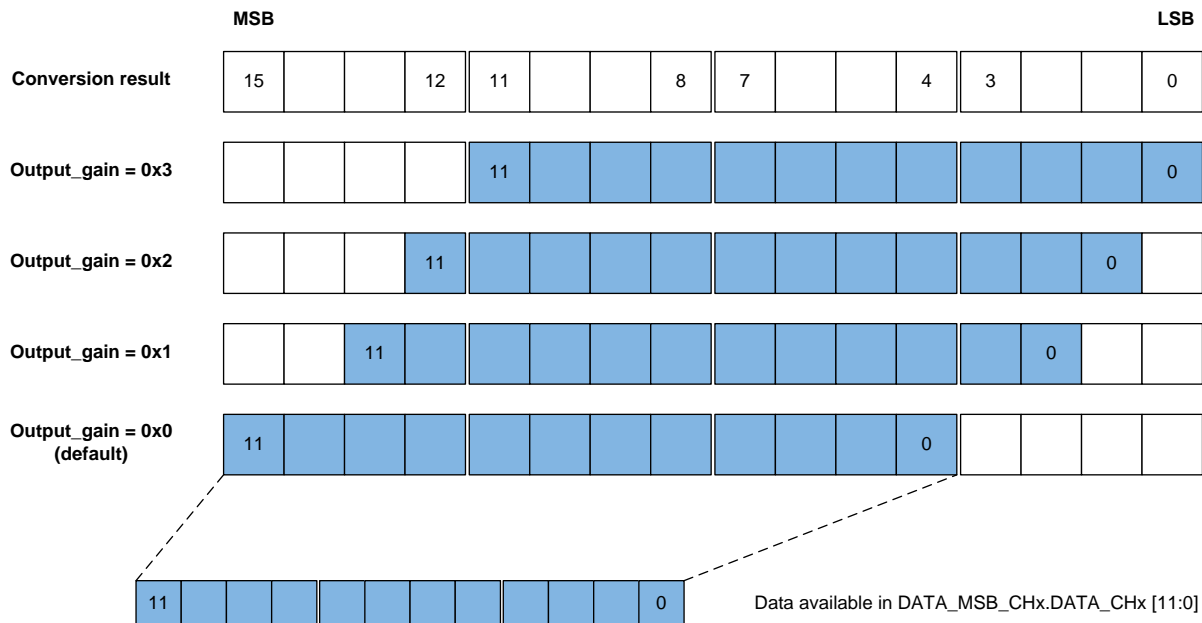 MSB LSB
Conversion result 15 12 11 8 7 4 3 0
Output_gain = 0x3 11 0
Output_gain = 0x2 11 0
Output_gain = 0x1 11 0
Output_gain = 0x0
(default) 11 0
11 0 Data available in DATA_MSB_CHx.DATA_CHx [11:0]